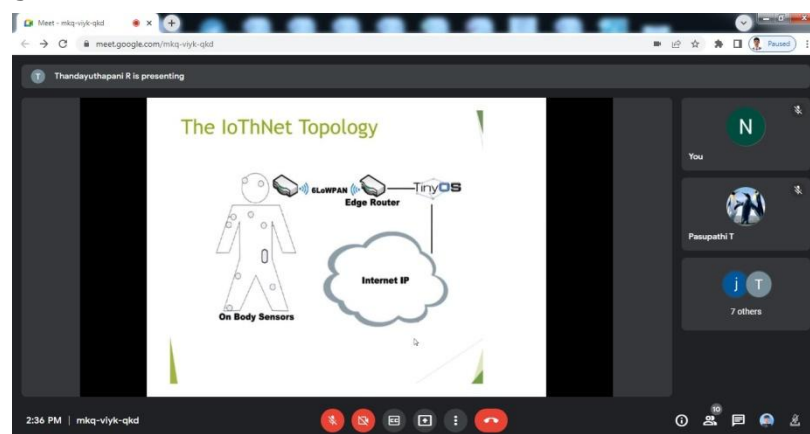 Meet - mkq-viyk-qkd
meet.google.com/mkq-viyk-qkd
Paused
T
Thandayuthapani R is presenting
The IoThNet Topology
6LoWPAN
Edge Router
TinyOS
Internet IP
On Body Sensors
N
You
Pasupathi T
j T
7 others
2:36 PM | mkq-viyk-qkd
10